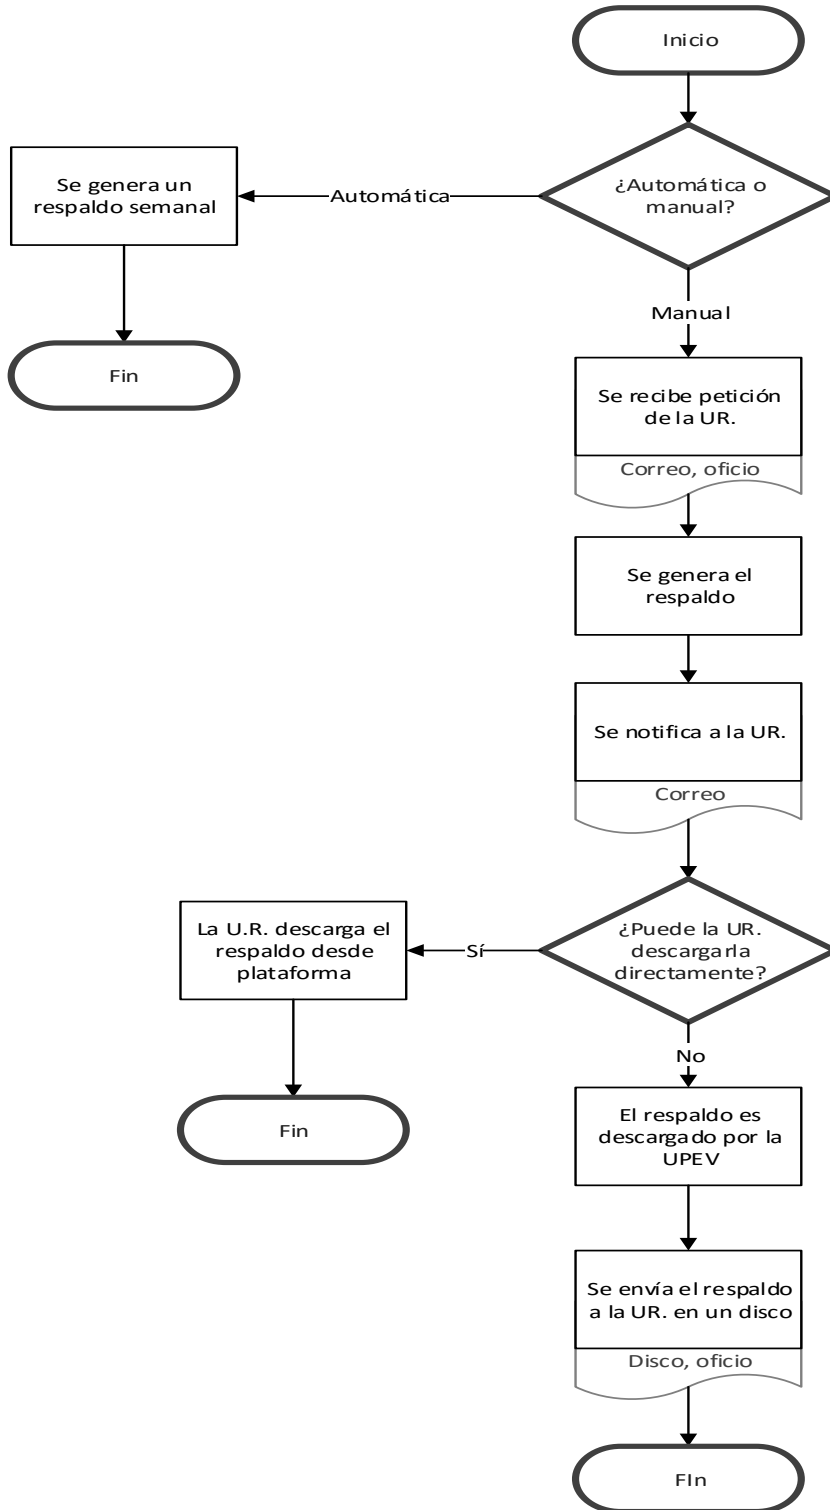 Inicio
¿Automática o
manual?
Automática
Se genera un
respaldo semanal
Fin
Manual
Se recibe petición
de la UR.
Correo, oficio
Se genera el
respaldo
Se notifica a la UR.
Correo
¿Puede la UR.
descargarla
directamente?
Sí
La U.R. descarga el
respaldo desde
plataforma
Fin
No
El respaldo es
descargado por la
UPEV
Se envía el respaldo
a la UR. en un disco
Disco, oficio
FIn